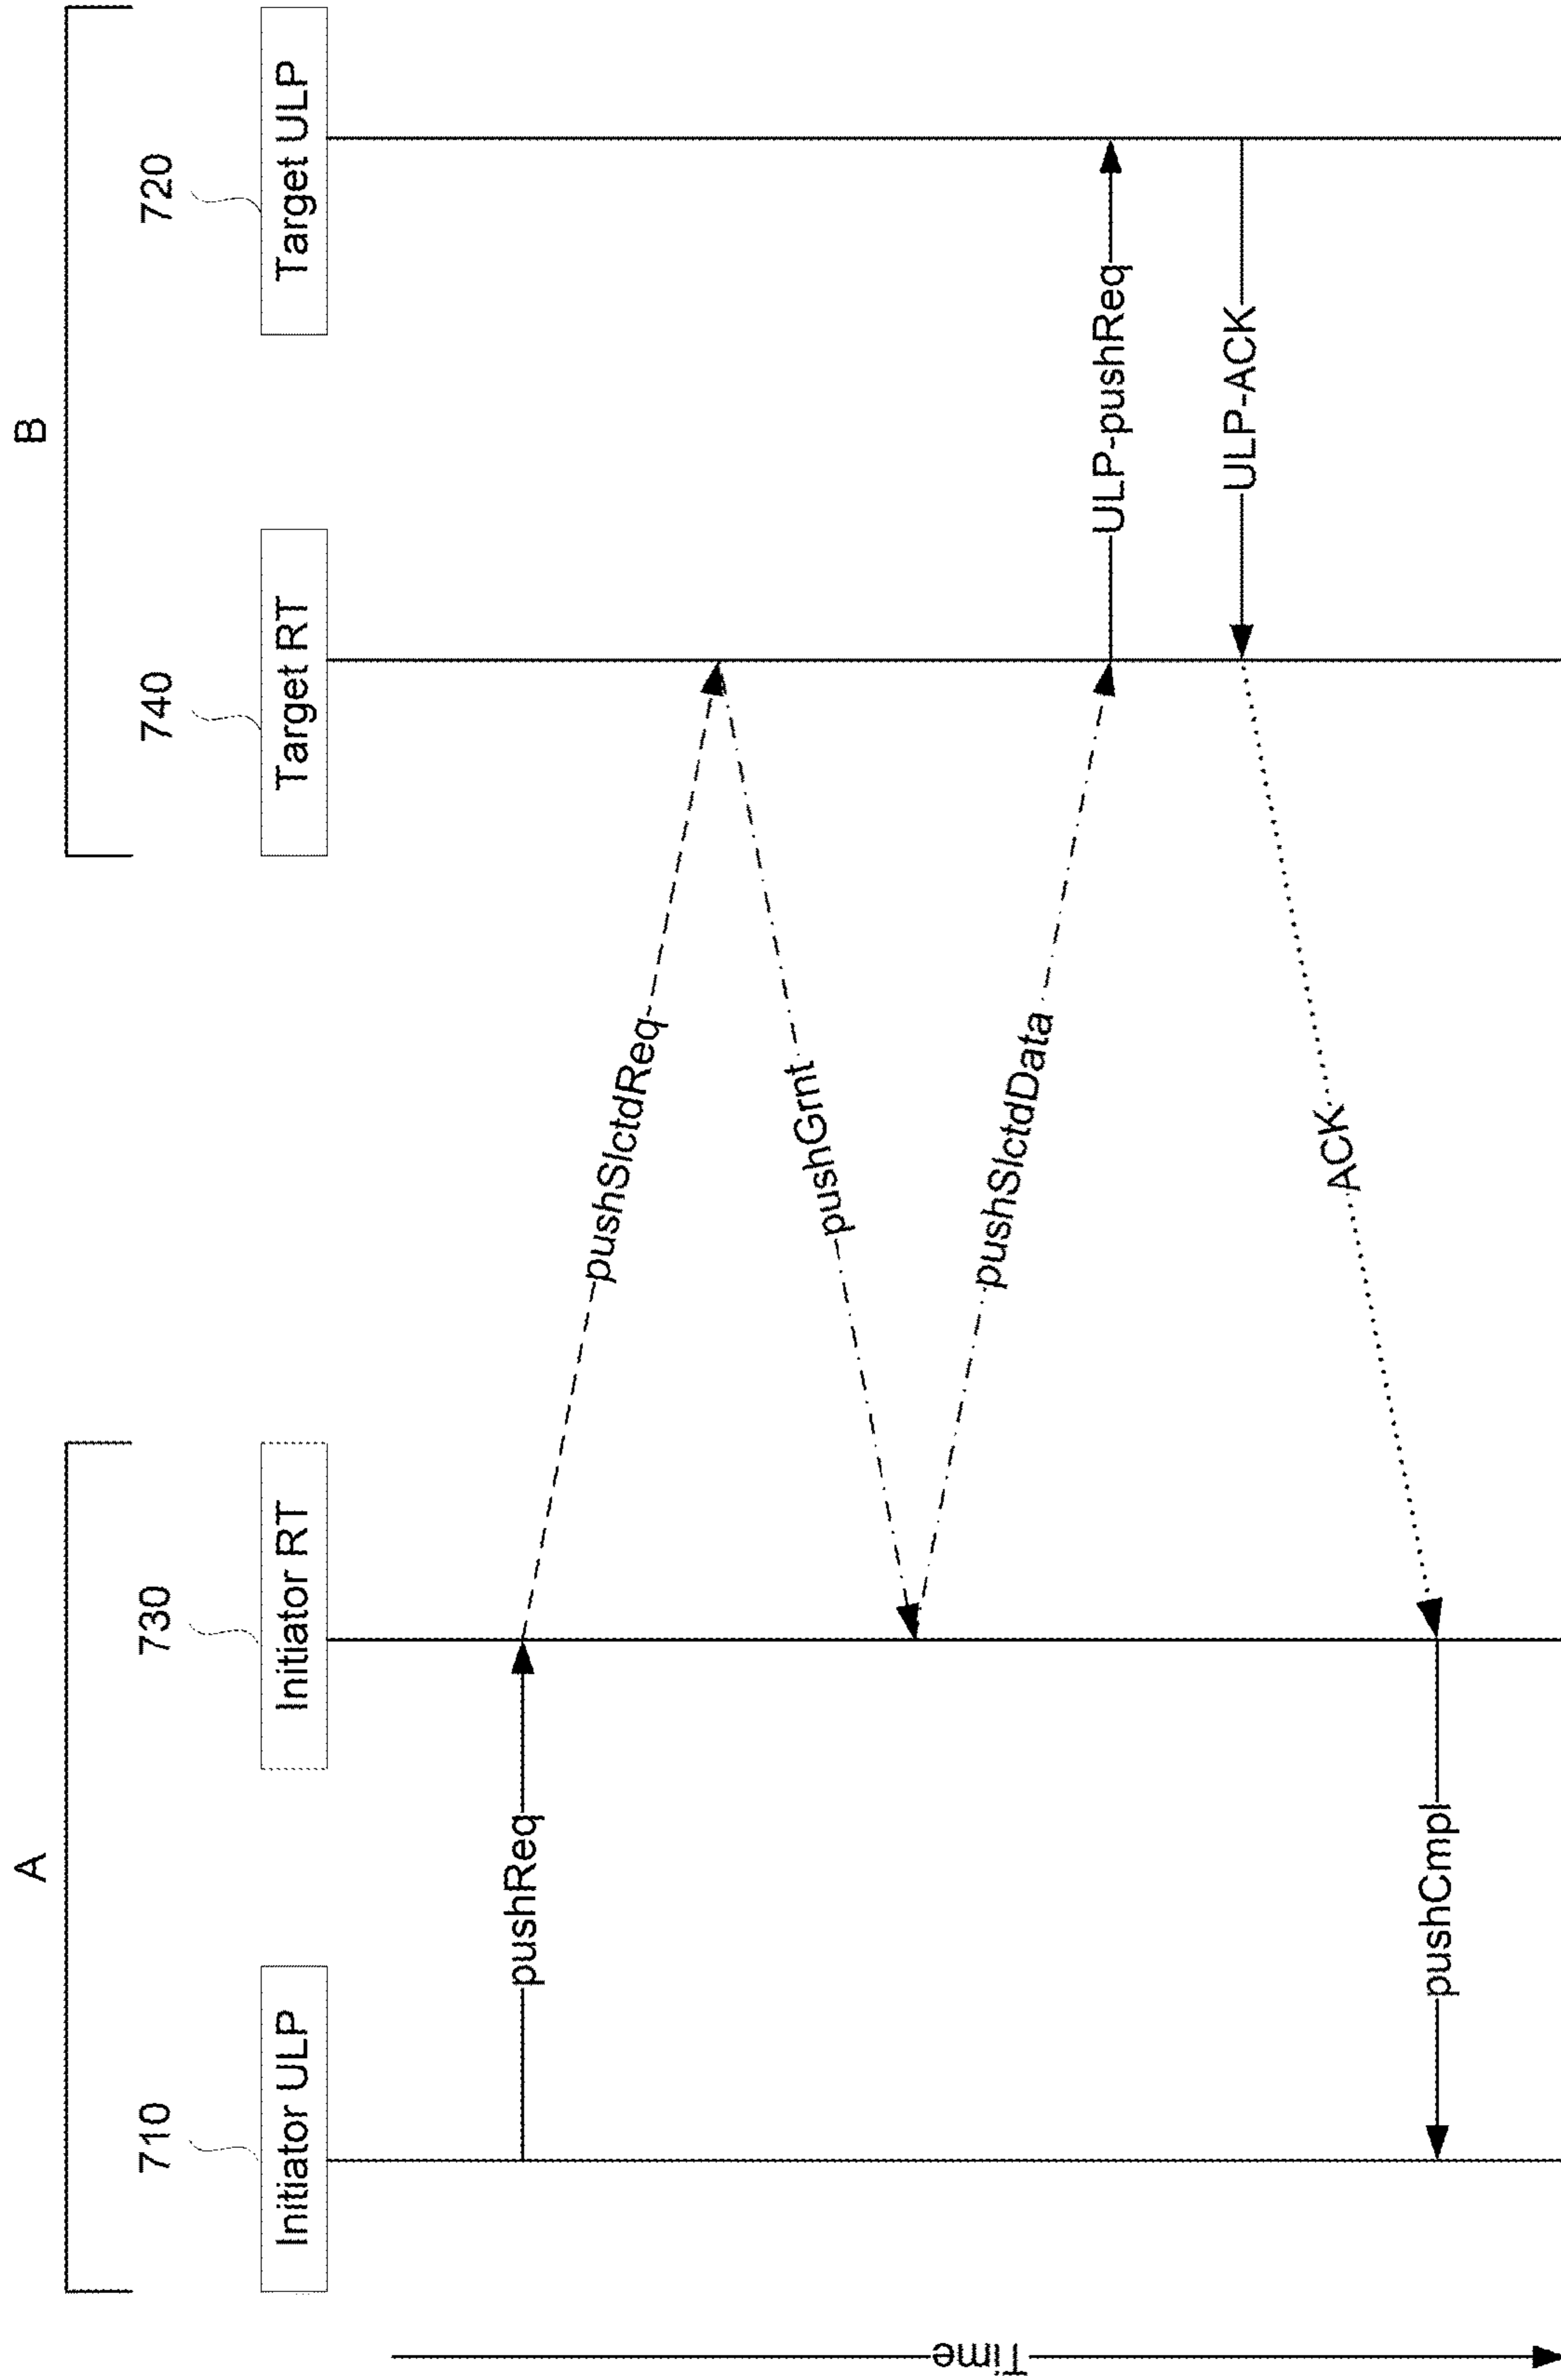 A
B
710
730
740
720
Initiator ULP
Initiator RT
Target RT
Target ULP
Time
pushReq
pushSlctdReq
pushGrnt
pushSlctdData
ULP-pushReq
ULP-ACK
ACK
pushCmpl